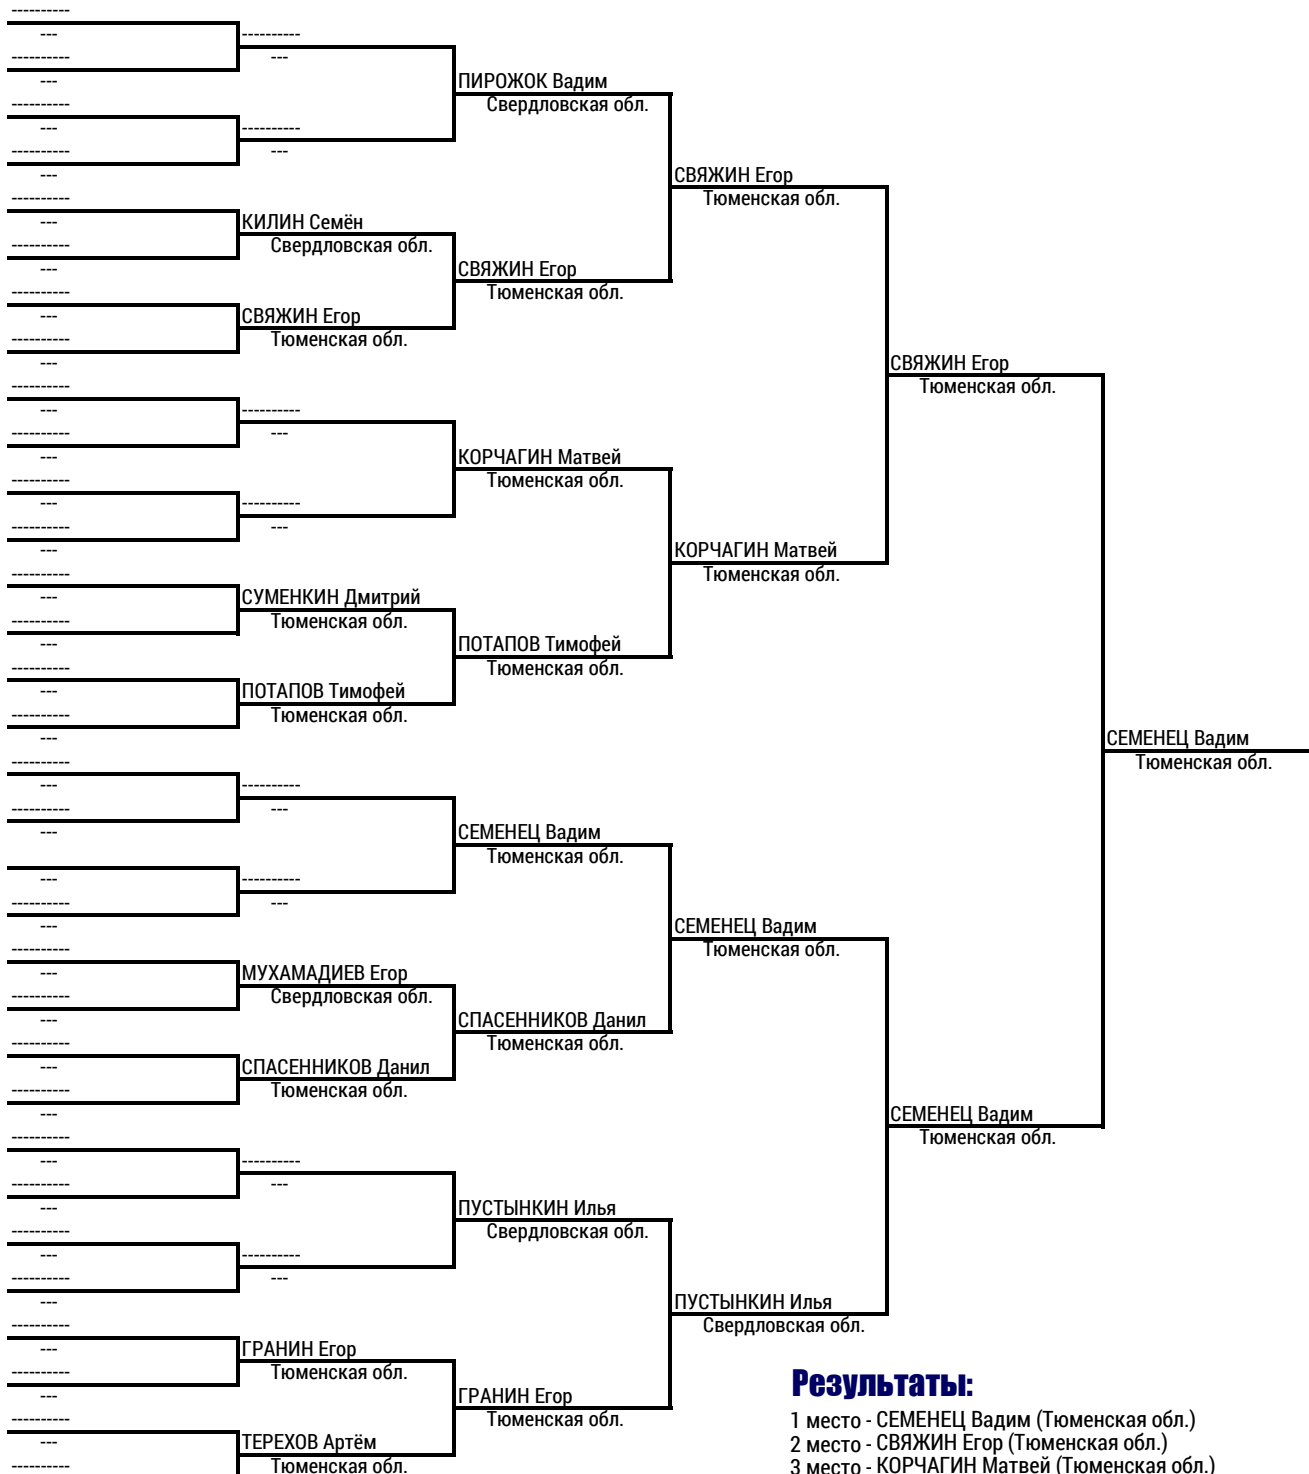 ----------
---
----------
---
----------
---
----------
---
----------
---
----------
---
----------
---
----------
---
----------
---
----------
---
----------
---
----------
---
----------
---
----------
---
----------
---
----------
---
----------
---
----------
---
---
----------
---
----------
---
----------
---
----------
---
----------
---
----------
---
----------
---
----------
---
----------
---
----------
---
----------
---
----------
---
----------
----------
---
----------
---
КИЛИН Семён
Свердловская обл.
СВЯЖИН Егор
Тюменская обл.
----------
---
----------
---
СУМЕНКИН Дмитрий
Тюменская обл.
ПОТАПОВ Тимофей
Тюменская обл.
----------
---
----------
---
МУХАМАДИЕВ Егор
Свердловская обл.
СПАСЕННИКОВ Данил
Тюменская обл.
----------
---
----------
---
ГРАНИН Егор
Тюменская обл.
ТЕРЕХОВ Артём
Тюменская обл.
ПИРОЖОК Вадим
Свердловская обл.
СВЯЖИН Егор
Тюменская обл.
КОРЧАГИН Матвей
Тюменская обл.
ПОТАПОВ Тимофей
Тюменская обл.
СЕМЕНЕЦ Вадим
Тюменская обл.
СПАСЕННИКОВ Данил
Тюменская обл.
ПУСТЫНКИН Илья
Свердловская обл.
ГРАНИН Егор
Тюменская обл.
СВЯЖИН Егор
Тюменская обл.
КОРЧАГИН Матвей
Тюменская обл.
СЕМЕНЕЦ Вадим
Тюменская обл.
ПУСТЫНКИН Илья
Свердловская обл.
СВЯЖИН Егор
Тюменская обл.
СЕМЕНЕЦ Вадим
Тюменская обл.
СЕМЕНЕЦ Вадим
Тюменская обл.
Результаты:
1 место - СЕМЕНЕЦ Вадим (Тюменская обл.)
2 место - СВЯЖИН Егор (Тюменская обл.)
3 место - КОРЧАГИН Матвей (Тюменская обл.)